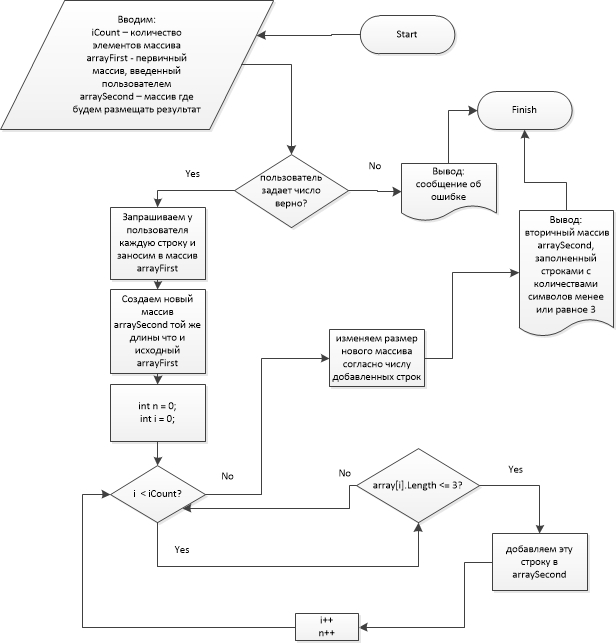 Start
Вводим:
iCount – количество
элементов массива
arrayFirst - первичный
массив, введенный
пользователем
arraySecond – массив где
будем размещать результат
пользователь
задает число
верно?
No
Вывод:
сообщение об
ошибке
Finish
Yes
Запрашиваем у
пользователя
каждую строку и
заносим в массив
arrayFirst
Создаем новый
массив
arraySecond той же
длины что и
исходный
arrayFirst
int n = 0;
int i = 0;
i < iCount?
No
изменяем размер
нового массива
согласно числу
добавленных строк
Вывод:
вторичный массив
arraySecond,
заполненный
строками с
количествами
символов менее
или равное 3
Yes
array[i].Length <= 3?
No
Yes
добавляем эту
строку в
arraySecond
i++
n++